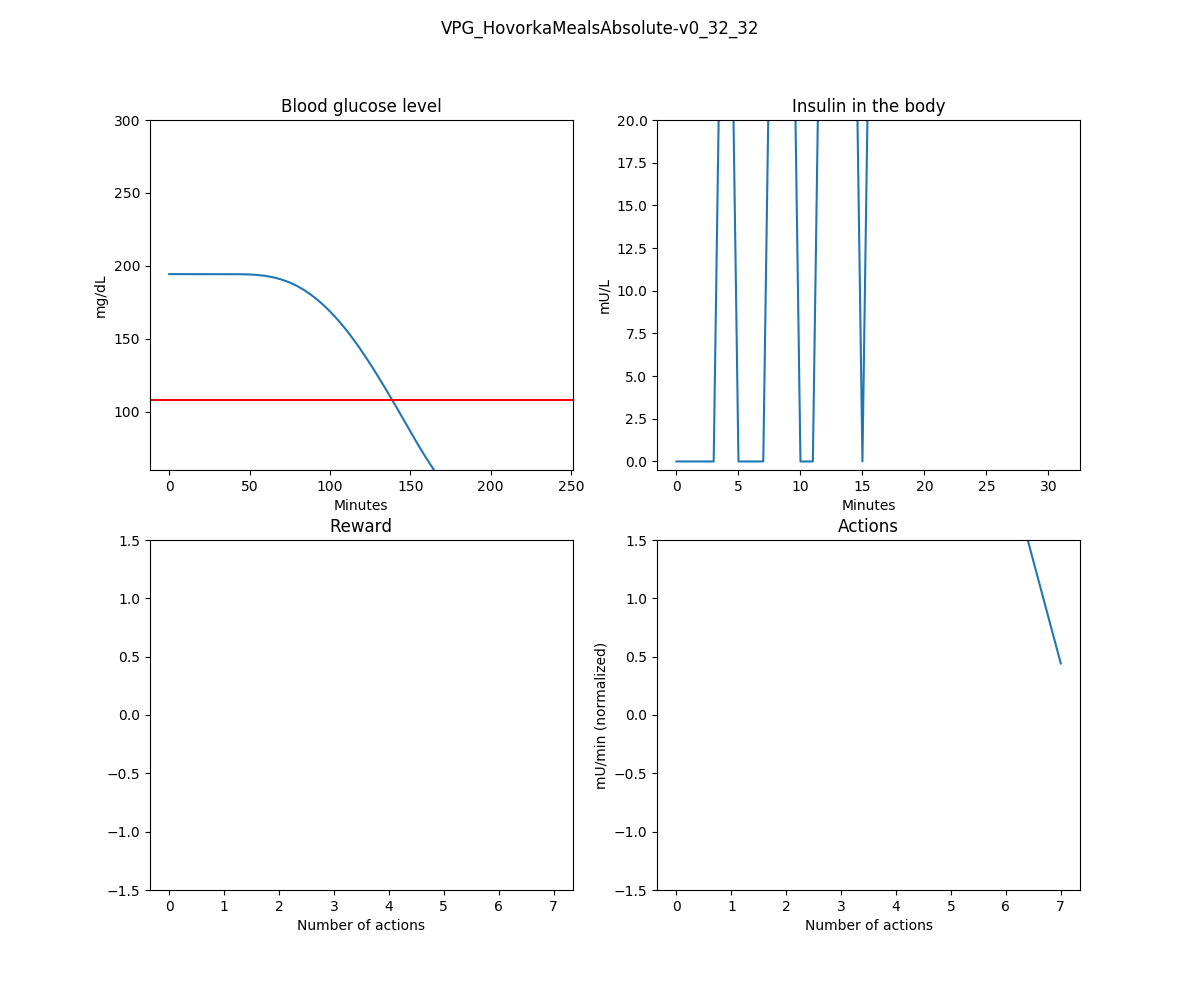 VPG_HovorkaMealsAbsolute-v0_32_32
Blood glucose level
300
250
200
150
100
mg/dL
0 50 100 150 200 250
Minutes
Insulin in the body
20.0
17.5
15.0
12.5
10.0
7.5
5.0
2.5
0.0
mU/L
0 5 10 15 20 25 30
Minutes
Reward
1.5
1.0
0.5
0.0
−0.5
−1.0
−1.5
0 1 2 3 4 5 6 7
Number of actions
Actions
1.5
1.0
0.5
0.0
−0.5
−1.0
−1.5
mU/min (normalized)
0 1 2 3 4 5 6 7
Number of actions